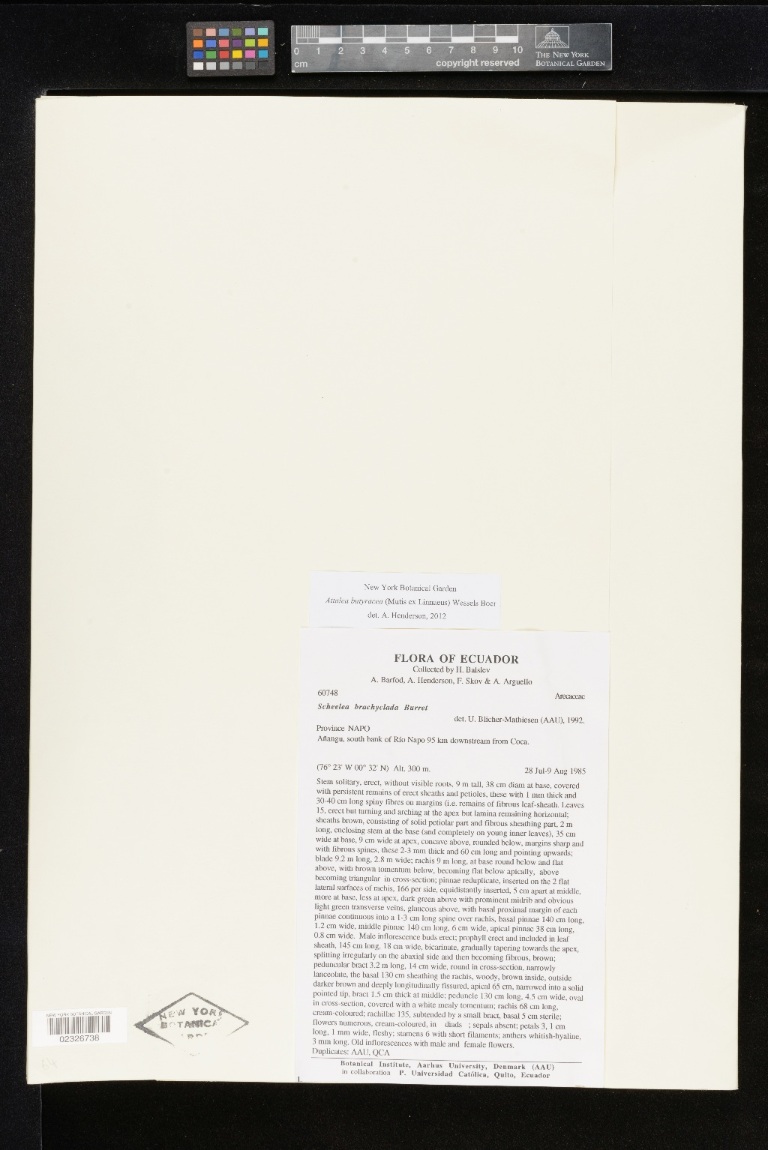 0 1 2 3 4 5 6 7 8 9 10
cm
copyright reserved
THE NEW YORK
BOTANICAL GARDEN
New York Botanical Garden
Attalea butyracea (Mutis ex Linnaeus) Wessels Boer
det. A. Henderson, 2012
FLORA OF ECUADOR
Collected by H. Balslev
A. Barfod, A. Henderson, F. Skov & A. Arguello
60748 Arecaceae
Scheelea brachyclada Burret
det. U. Blicher-Mathiesen (AAU), 1992.
Province NAPO
Añangu, south bank of Río Napo 95 km downstream from Coca.
(76° 23' W 00° 32' N) Alt. 300 m. 28 Jul-9 Aug 1985
Stem solitary, erect, without visible roots, 9 m tall, 38 cm diam at base, covered
with persistent remains of erect sheaths and petioles, these with 1 mm thick and
30-40 cm long spiny fibres on margins (i.e. remains of fibrous leaf-sheath. Leaves
15, erect but turning and arching at the apex but lamina remaining horizontal;
sheaths brown, consisting of solid petiolar part and fibrous sheathing part, 2 m
long, enclosing stem at the base (and completely on young inner leaves), 35 cm
wide at base, 9 cm wide at apex, concave above, rounded below, margins sharp and
with fibrous spines, these 2-3 mm thick and 60 cm long and pointing upwards;
blade 9.2 m long, 2.8 m wide; rachis 9 m long, at base round below and flat
above, with brown tomentum below, becoming flat below apically, above
becoming triangular in cross-section; pinnae reduplicate, inserted on the 2 flat
lateral surfaces of rachis, 166 per side, equidistantly inserted, 5 cm apart at middle,
more at base, less at apex, dark green above with prominent midrib and obvious
light green transverse veins, glaucous above, with basal proximal margin of each
pinnae continuous into a 1-3 cm long spine over rachis, basal pinnae 140 cm long,
1.2 cm wide, middle pinnae 140 cm long, 6 cm wide, apical pinnae 38 cm long,
0.8 cm wide. Male inflorescence buds erect; prophyll erect and included in leaf
sheath, 145 cm long, 18 cm wide, bicarinate, gradually tapering towards the apex,
splitting irregularly on the abaxial side and then becoming fibrous, brown;
peduncular bract 3.2 m long, 14 cm wide, round in cross-section, narrowly
lanceolate, the basal 130 cm sheathing the rachis, woody, brown inside, outside
darker brown and deeply longitudinally fissured, apical 65 cm, narrowed into a solid
pointed tip, bract 1.5 cm thick at middle; peduncle 130 cm long, 4.5 cm wide, oval
in cross-section, covered with a white mealy tomentum; rachis 68 cm long,
cream-coloured; rachillae 135, subtended by a small bract, basal 5 cm sterile;
flowers numerous, cream-coloured, in diads ; sepals absent; petals 3, 1 cm
long, 1 mm wide, fleshy; stamens 6 with short filaments; anthers whitish-hyaline,
3 mm long. Old inflorescences with male and female flowers.
Duplicates: AAU, QCA
Botanical Institute, Aarhus University, Denmark (AAU)
in collaboration P. Universidad Católica, Quito, Ecuador
02326736
NEW YORK
BOTANICA